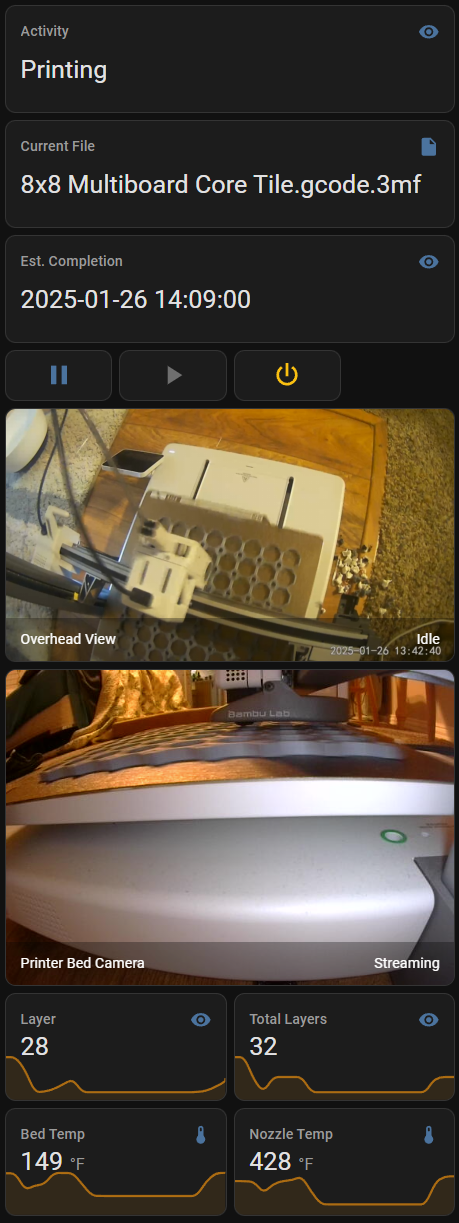 Activity
Printing
Current File
8x8 Multiboard Core Tile.gcode.3mf
Est. Completion
2025-01-26 14:09:00
Overhead View
Idle
2025-01-26 13:42:40
Bambu Lab
Printer Bed Camera
Streaming
Layer
28
Total Layers
32
Bed Temp
149 °F
Nozzle Temp
428 °F